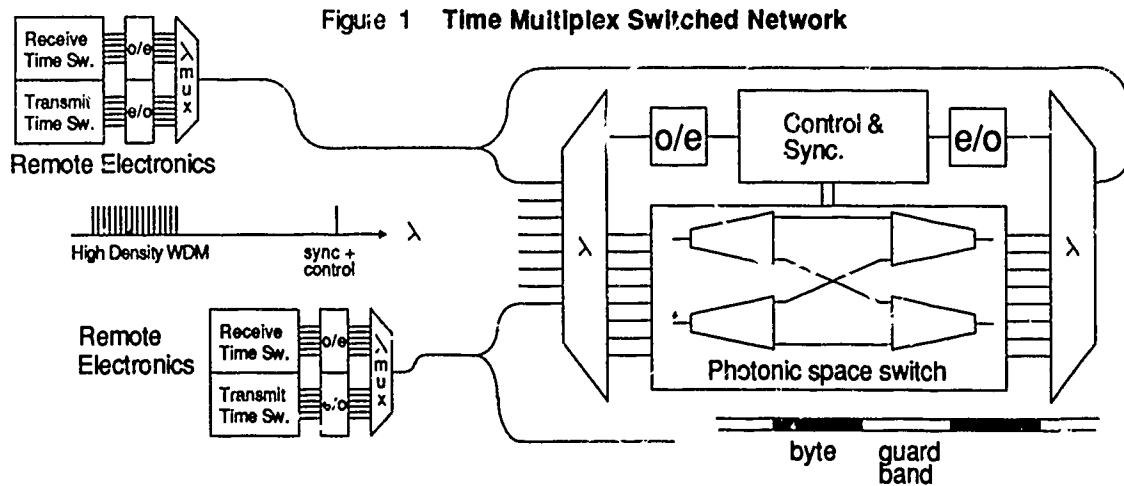 Figure 1 Time Multiplex Switched Network
Receive
Time Sw.
o/e
λ
mux
Transmit
Time Sw.
e/o
Remote Electronics
High Density WDM
sync +
control
λ
Remote
Electronics
Receive
Time Sw.
o/e
λ
mux
Transmit
Time Sw.
e/o
λ
o/e
Control &
Sync.
e/o
λ
Photonic space switch
byte
guard
band